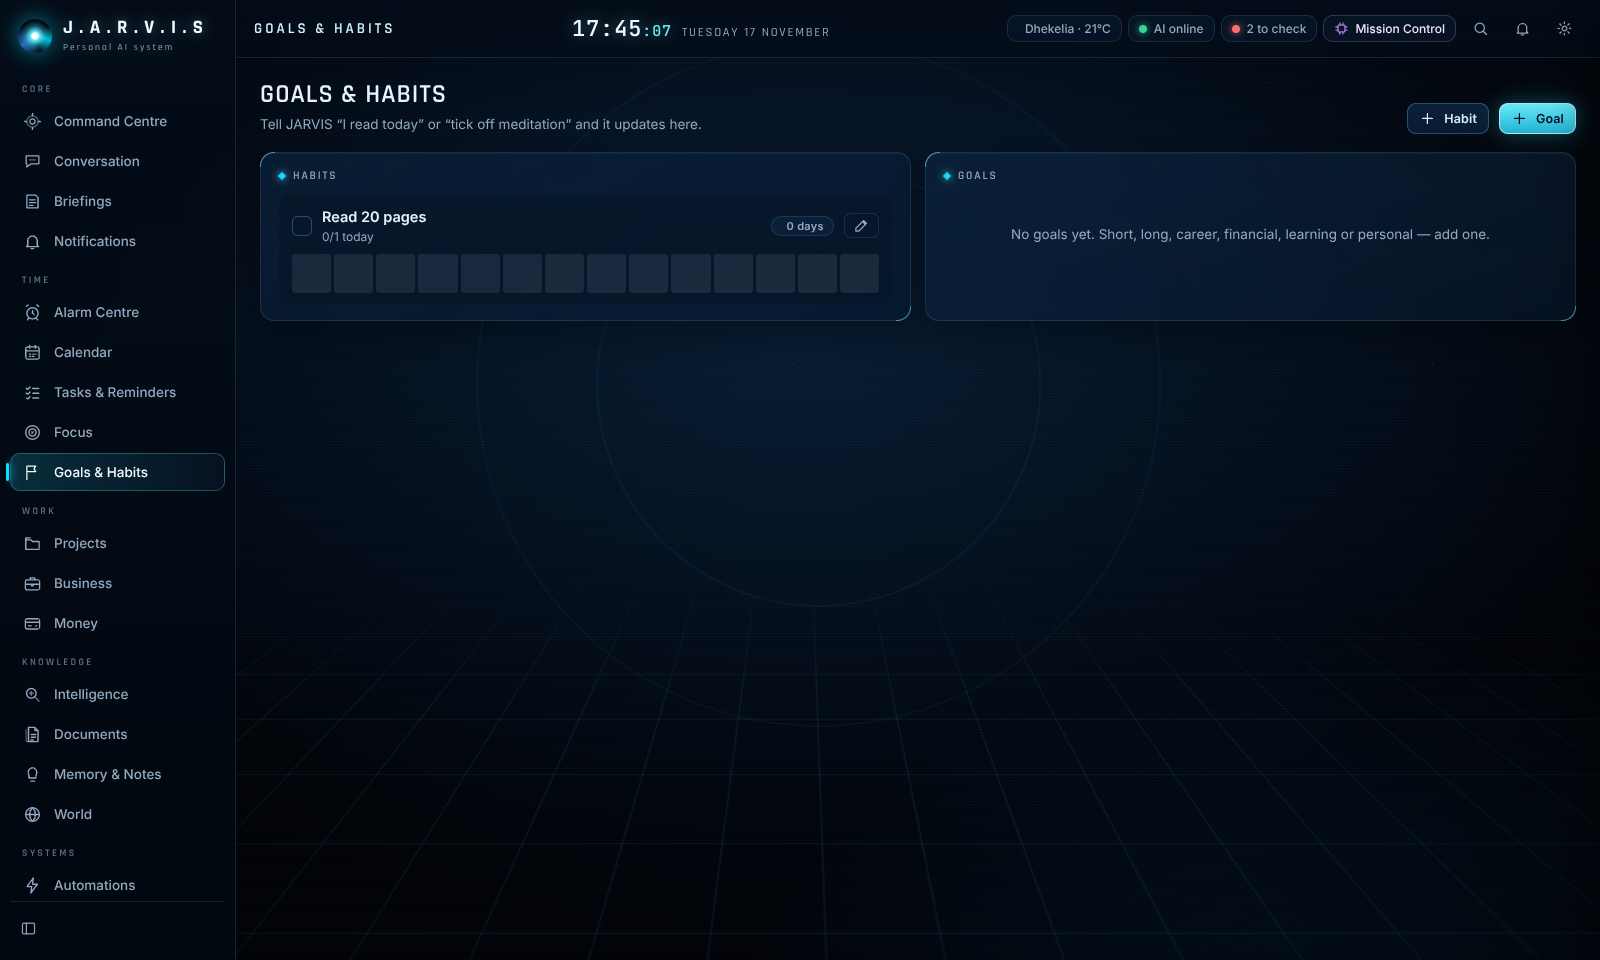 J.A.R.V.I.S
Personal AI system
GOALS & HABITS
17:45:07 TUESDAY 17 NOVEMBER
Dhekelia · 21°C
AI online
2 to check
Mission Control
CORE
Command Centre
Conversation
Briefings
Notifications
TIME
Alarm Centre
Calendar
Tasks & Reminders
Focus
Goals & Habits
WORK
Projects
Business
Money
KNOWLEDGE
Intelligence
Documents
Memory & Notes
World
SYSTEMS
Automations
GOALS & HABITS
Tell JARVIS “I read today” or “tick off meditation” and it updates here.
Habit
Goal
HABITS
Read 20 pages
0/1 today
0 days
GOALS
No goals yet. Short, long, career, financial, learning or personal — add one.